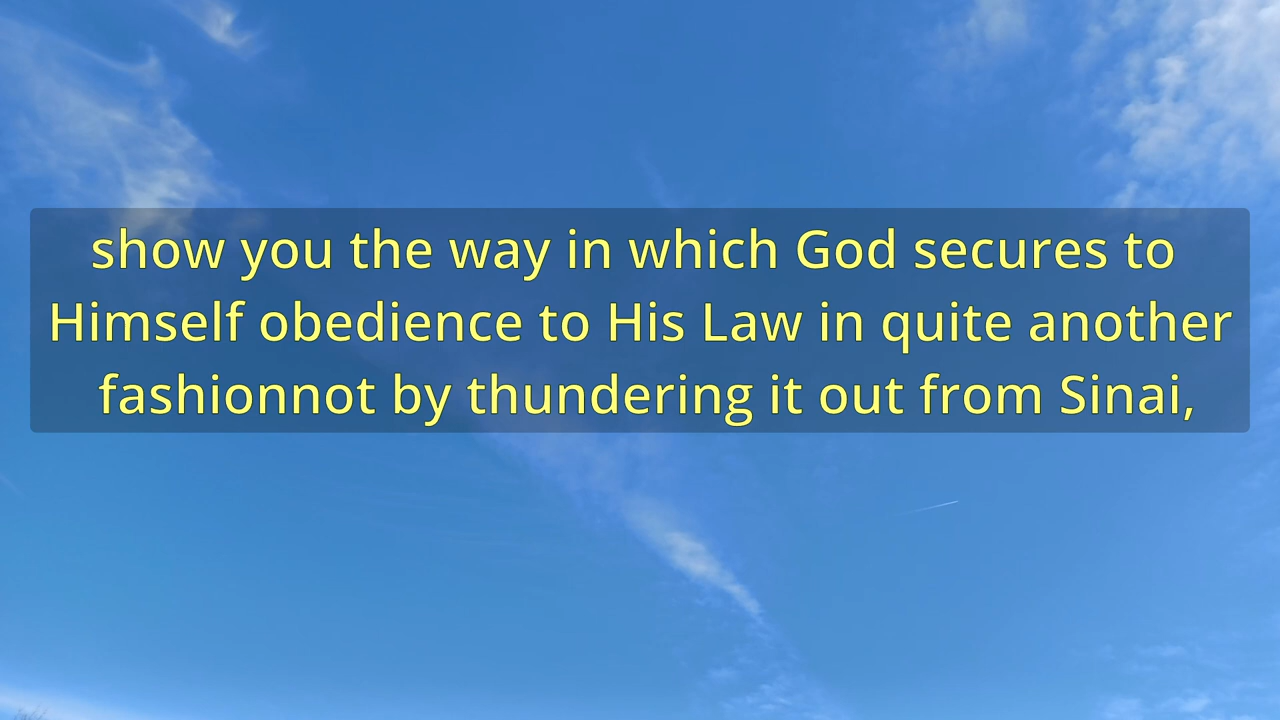 show you the way in which God secures to
Himself obedience to His Law in quite another
fashionnot by thundering it out from Sinai,